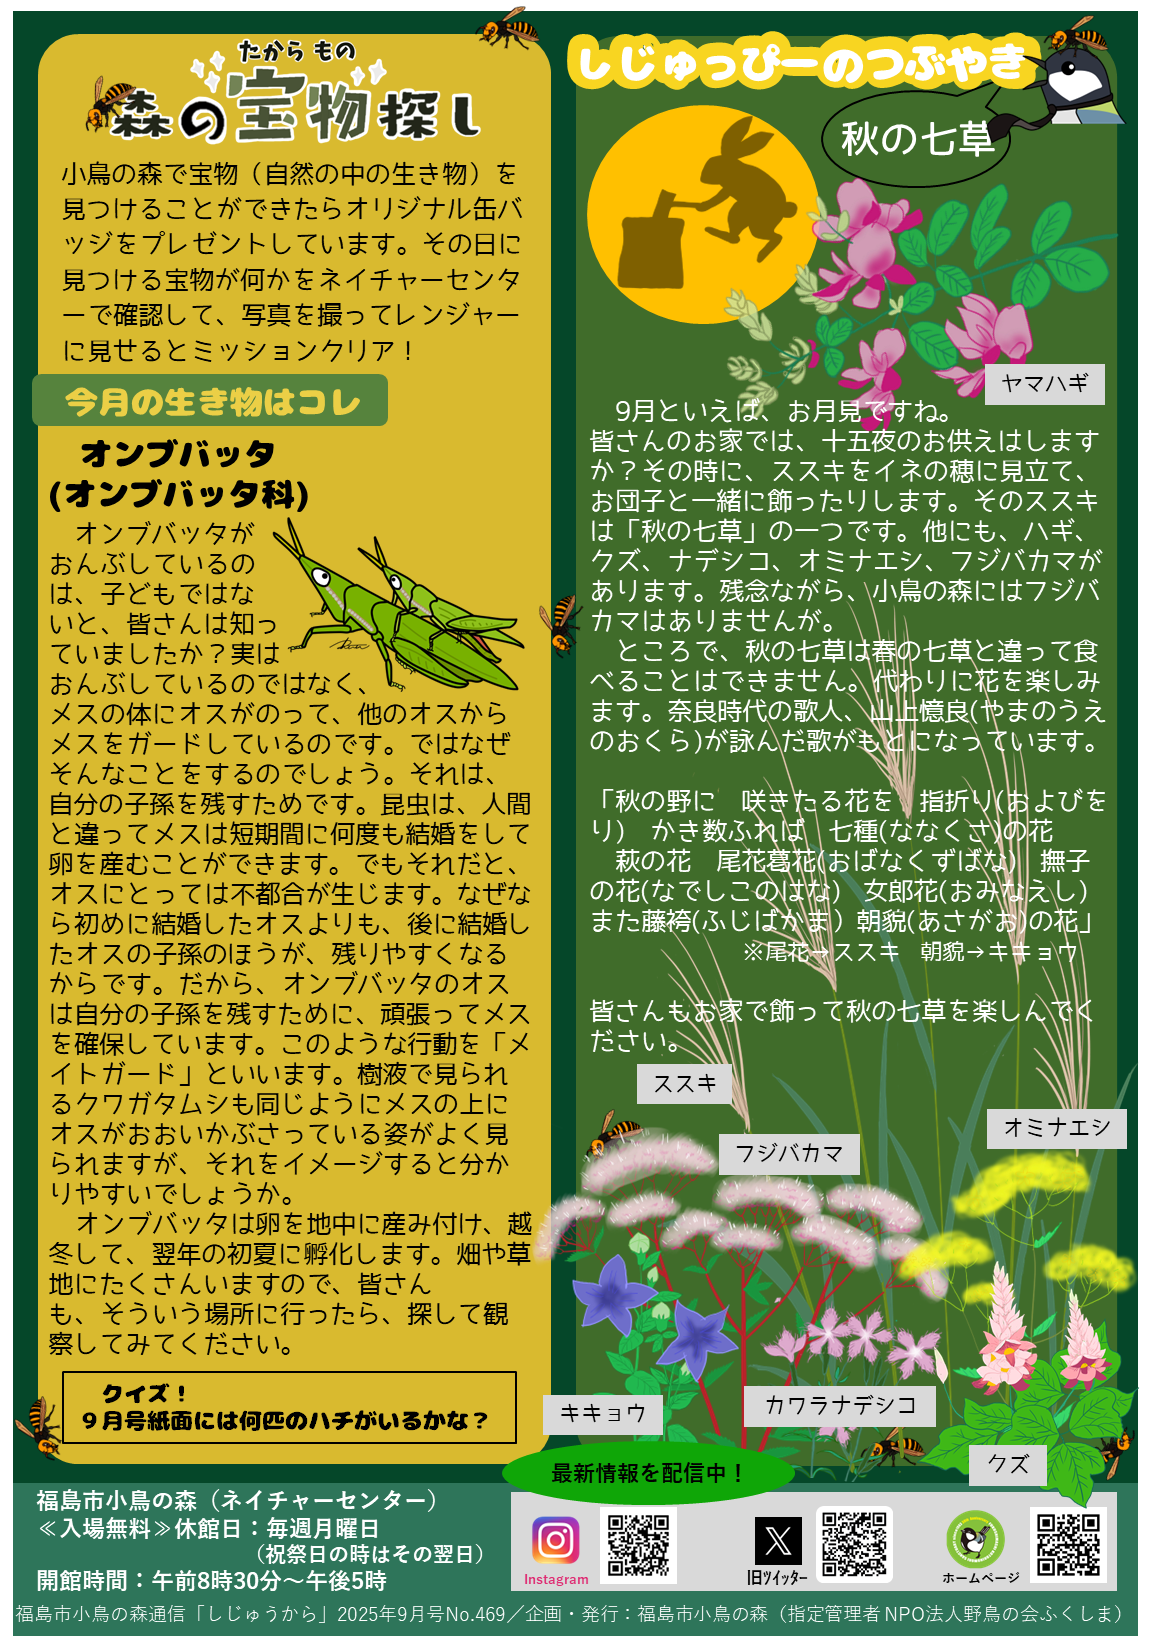 たから もの
森の宝物探し
小鳥の森で宝物（自然の中の生き物）を
見つけることができたらオリジナル缶バ
ッジをプレゼントしています。その日に
見つける宝物が何かをネイチャーセンタ
ーで確認して、写真を撮ってレンジャー
に見せるとミッションクリア！
今月の生き物はコレ
オンブバッタ
(オンブバッタ科)
　オンブバッタが
おんぶしているの
は、子どもではな
いと、皆さんは知っ
ていましたか？実は
おんぶしているのではなく、
メスの体にオスがのって、他のオスから
メスをガードしているのです。ではなぜ
そんなことをするのでしょう。それは、
自分の子孫を残すためです。昆虫は、人間
と違ってメスは短期間に何度も結婚をして
卵を産むことができます。でもそれだと、
オスにとっては不都合が生じます。なぜな
ら初めに結婚したオスよりも、後に結婚し
たオスの子孫のほうが、残りやすくなる
からです。だから、オンブバッタのオス
は自分の子孫を残すために、頑張ってメス
を確保しています。このような行動を「メ
イトガード」といいます。樹液で見られ
るクワガタムシも同じようにメスの上に
オスがおおいかぶさっている姿がよく見
られますが、それをイメージすると分か
りやすいでしょうか。
　オンブバッタは卵を地中に産み付け、越
冬して、翌年の初夏に孵化します。畑や草
地にたくさんいますので、皆さん
も、そういう場所に行ったら、探して観
察してみてください。
クイズ！
９月号紙面には何匹のハチがいるかな？
しじゅっぴーのつぶやき
秋の七草
ヤマハギ
　9月といえば、お月見ですね。
皆さんのお家では、十五夜のお供えはします
か？その時に、ススキをイネの穂に見立て、
お団子と一緒に飾ったりします。そのススキ
は「秋の七草」の一つです。他にも、ハギ、
クズ、ナデシコ、オミナエシ、フジバカマが
あります。残念ながら、小鳥の森にはフジバ
カマはありませんが。
　ところで、秋の七草は春の七草と違って食
べることはできません。代わりに花を楽しみ
ます。奈良時代の歌人、山上憶良(やまのうえ
のおくら)が詠んだ歌がもとになっています。
「秋の野に　咲きたる花を　指折り(およびを
り)　かき数ふれば　七種(ななくさ)の花
　萩の花　尾花葛花(おばなくずばな)　撫子
の花(なでしこのはな)　女郎花(おみなえし)
また藤袴(ふじばかま）朝貌(あさがお)の花」
※尾花→ススキ　朝貌→キキョウ
皆さんもお家で飾って秋の七草を楽しんでく
ださい。
ススキ
オミナエシ
フジバカマ
キキョウ
カワラナデシコ
クズ
最新情報を配信中！
福島市小鳥の森（ネイチャーセンター）
≪入場無料≫休館日：毎週月曜日
（祝祭日の時はその翌日）
開館時間：午前8時30分～午後5時
Instagram
旧ﾂｲｯﾀｰ
ホームページ
福島市小鳥の森通信「しじゅうから」2025年9月号No.469／企画・発行：福島市小鳥の森（指定管理者 NPO法人野鳥の会ふくしま）